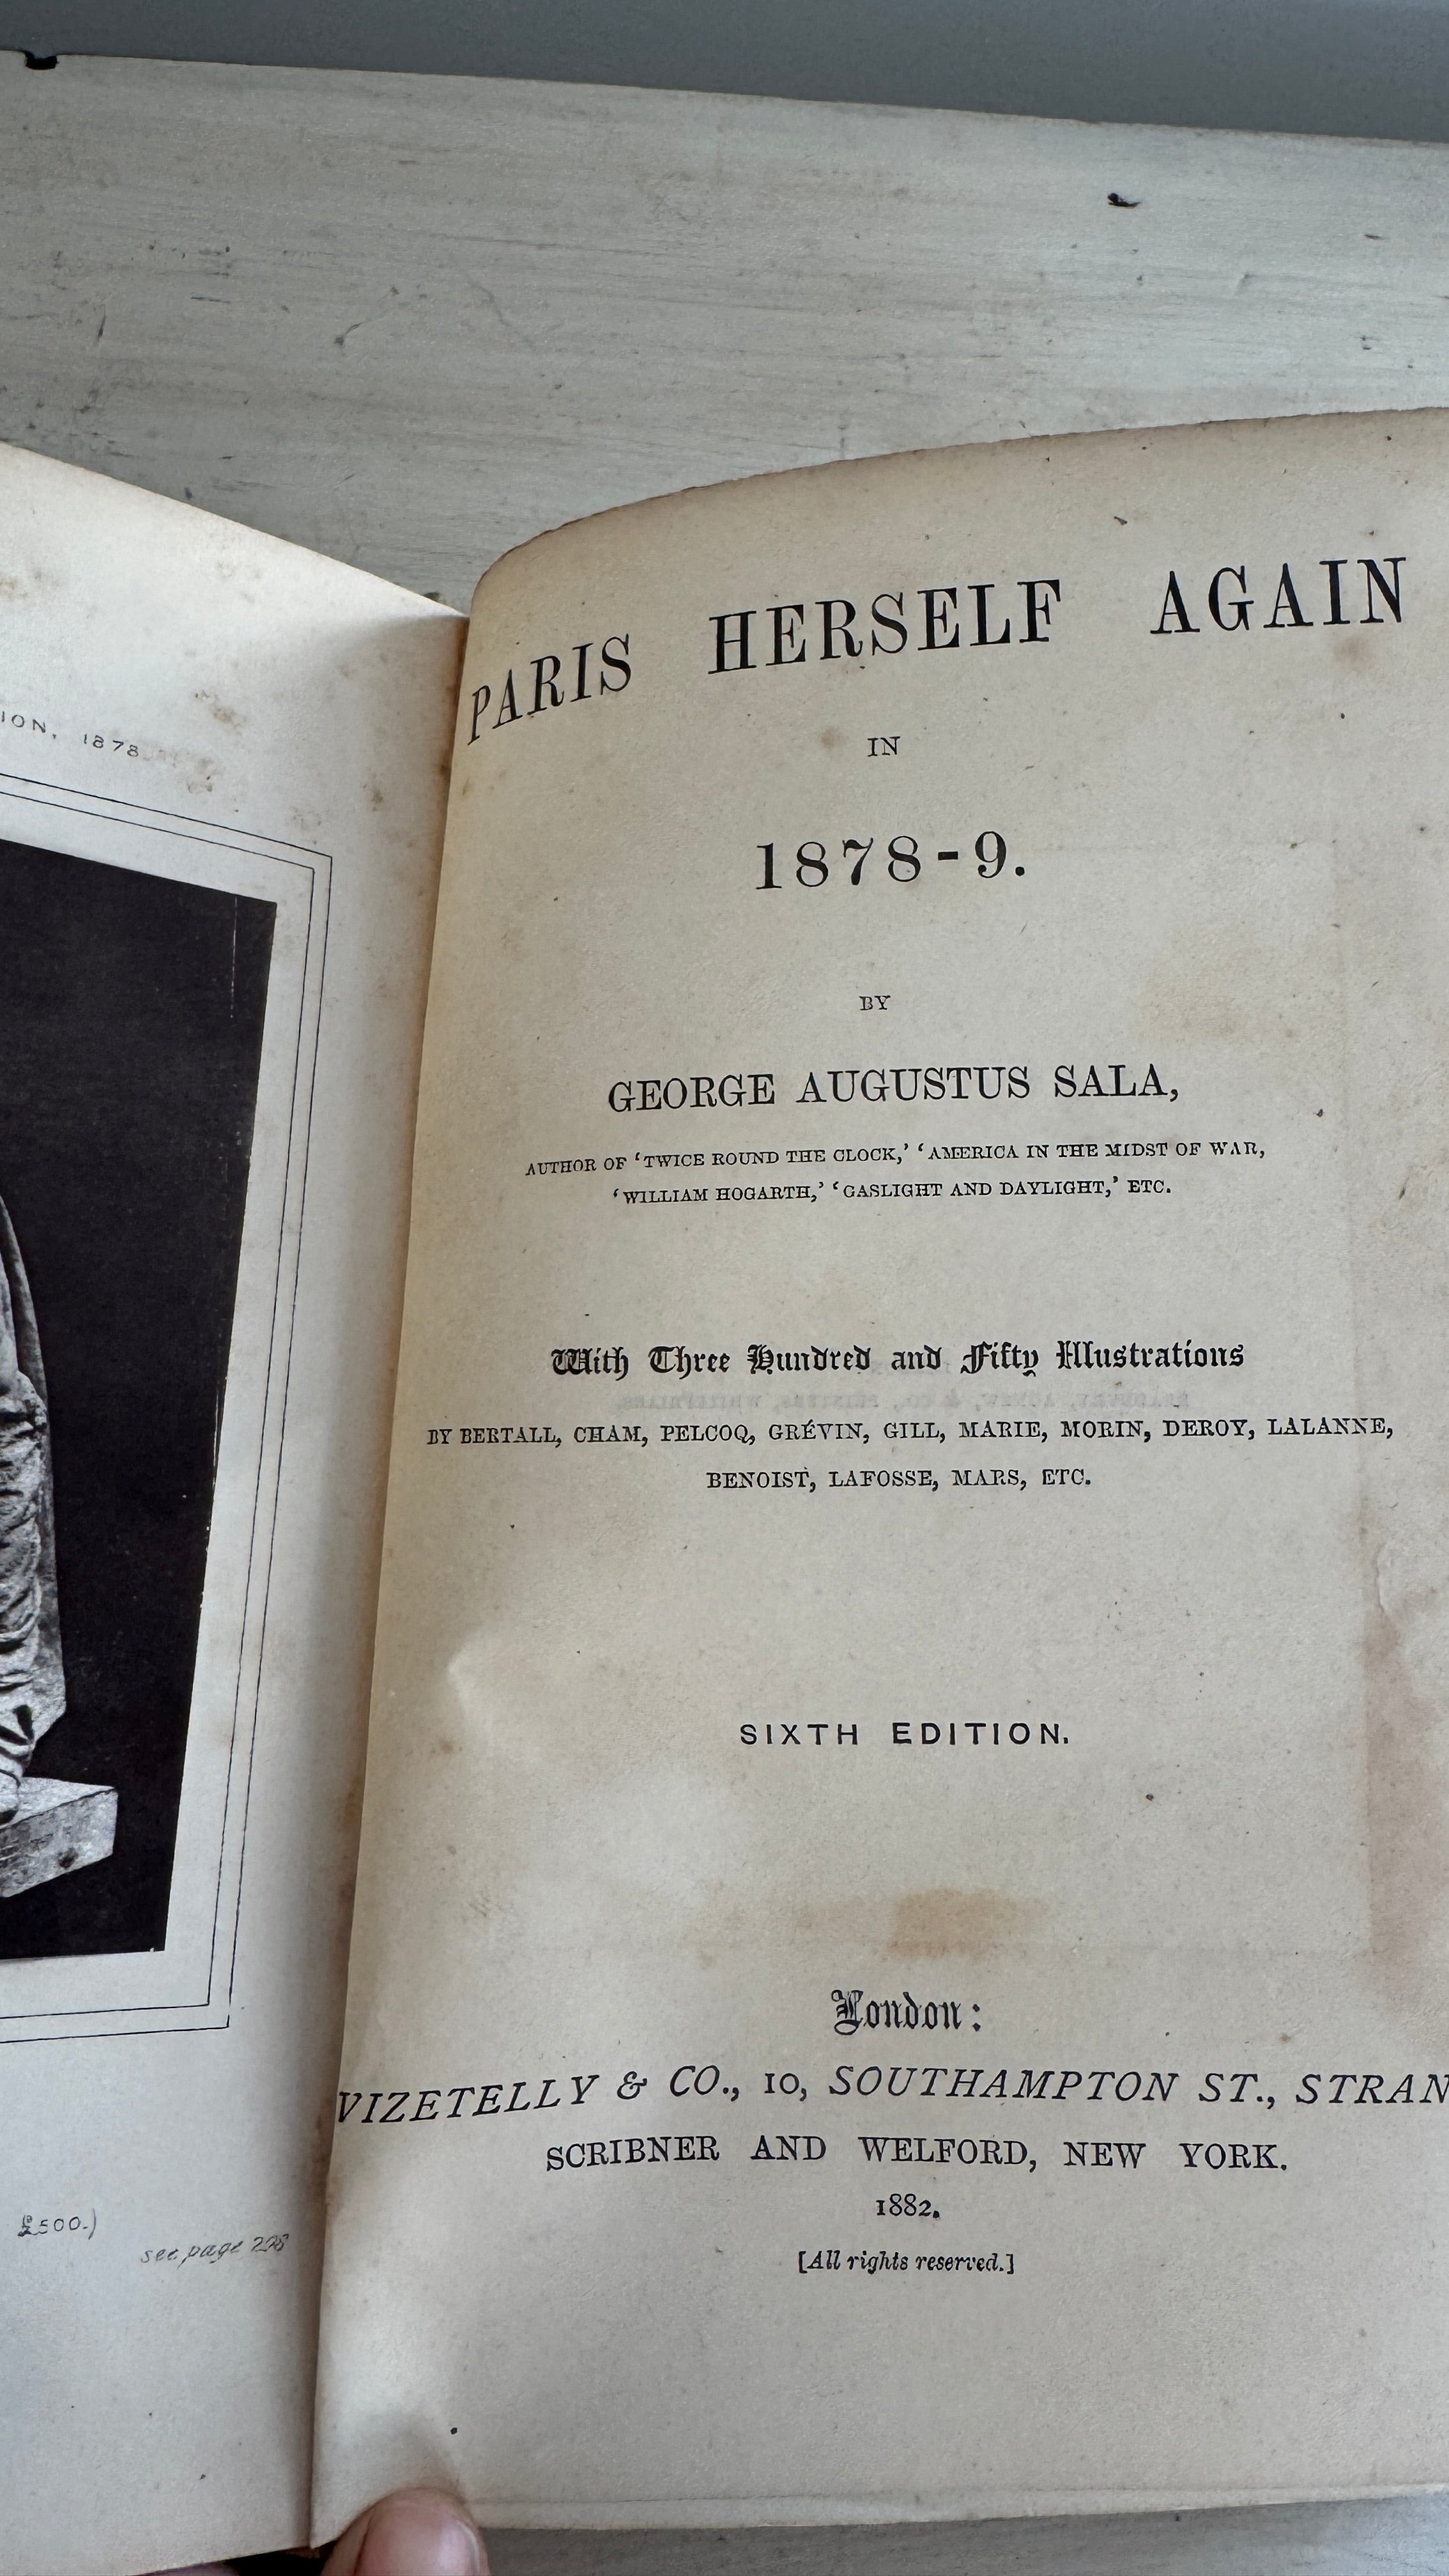 ION, 1878
£500.)
see page
PARIS HERSELF AGAIN
IN
1878-9.
BY
GEORGE AUGUSTUS SALA,
AUTHOR OF ‘TWICE ROUND THE CLOCK,’ ‘AMERICA IN THE MIDST OF WAR,
‘WILLIAM HOGARTH,’ ‘GASLIGHT AND DAYLIGHT,’ ETC.
With Three Hundred and Fifty Illustrations
BY BERTALL, CHAM, PELCOQ, GRÉVIN, GILL, MARIE, MORIN, DEROY, LALANNE,
BENOIST, LAFOSSE, MARS, ETC.
SIXTH EDITION.
London:
VIZETELLY & CO., 10, SOUTHAMPTON ST., STRAN
SCRIBNER AND WELFORD, NEW YORK.
1882.
[All rights reserved.]